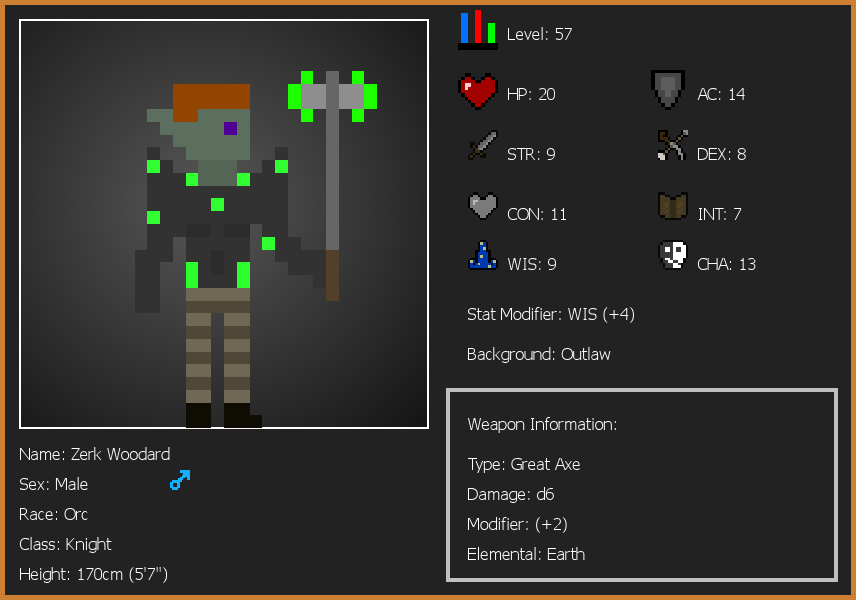 Level: 57
HP: 20
AC: 14
STR: 9
DEX: 8
CON: 11
INT: 7
WIS: 9
CHA: 13
Stat Modifier: WIS (+4)
Background: Outlaw
Weapon Information:
Type: Great Axe
Damage: d6
Modifier: (+2)
Elemental: Earth
Name: Zerk Woodard
Sex: Male
Race: Orc
Class: Knight
Height: 170cm (5'7")